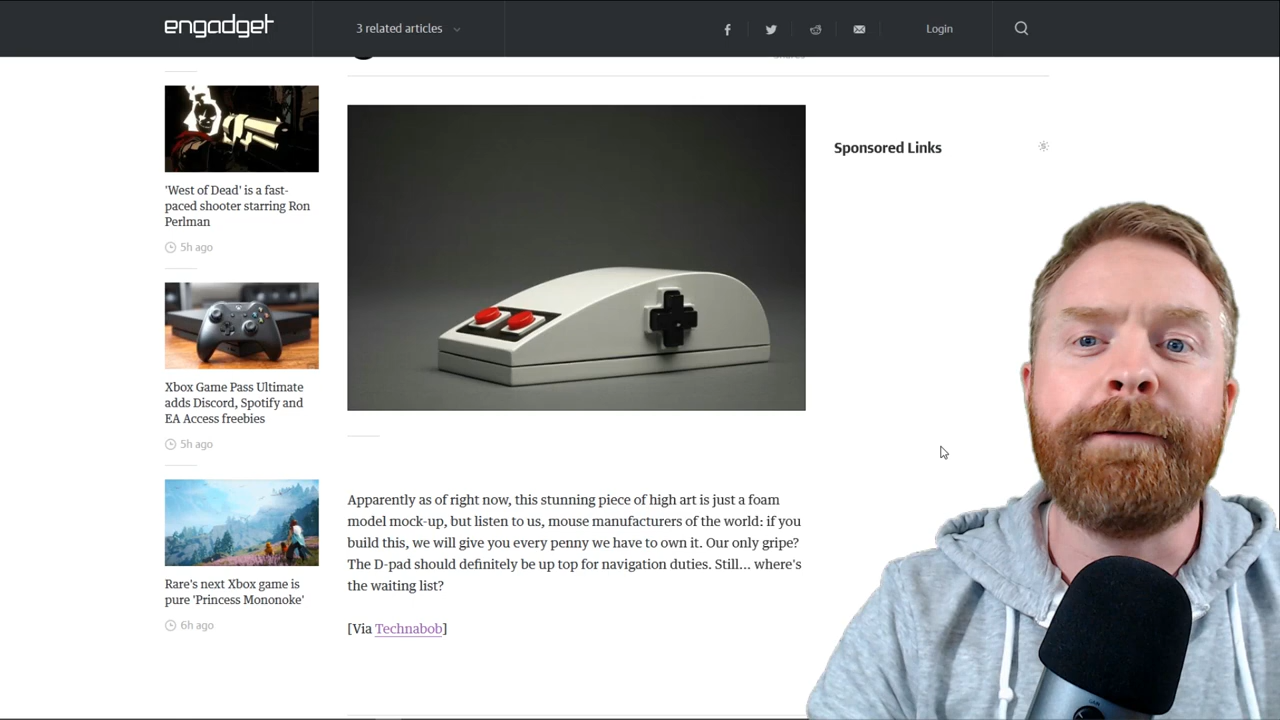 engadget
3 related articles
Login
'West of Dead' is a fast-
paced shooter starring Ron
Perlman
5h ago
Xbox Game Pass Ultimate
adds Discord, Spotify and
EA Access freebies
5h ago
Rare's next Xbox game is
pure 'Princess Mononoke'
6h ago
Apparently as of right now, this stunning piece of high art is just a foam
model mock-up, but listen to us, mouse manufacturers of the world: if you
build this, we will give you every penny we have to own it. Our only gripe?
The D-pad should definitely be up top for navigation duties. Still... where's
the waiting list?
[Via Technabob]
Sponsored Links